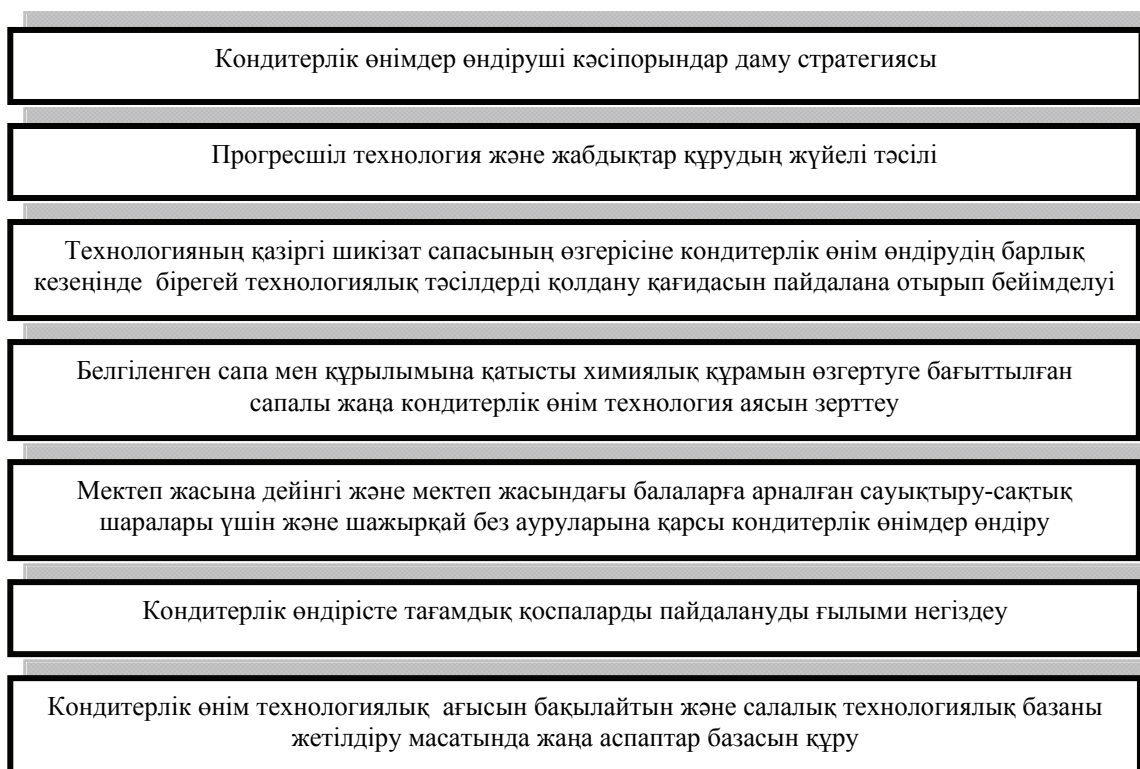 Кондитерлік өнімдер өндіруші кәсіпорындар даму стратегиясы
Прогресшіл технология және жабдықтар құрудың жүйелі тәсілі
Технологияның қазіргі шикізат сапасының өзгерісіне кондитерлік өнім өндірудің барлық
кезеңінде бірегей технологиялық тәсілдерді қолдану қағидасын пайдалана отырып бейімделуі
Белгіленген сапа мен құрылымына қатысты химиялық құрамын өзгертуге бағыттылған
сапалы жаңа кондитерлік өнім технология аясын зерттеу
Мектеп жасына дейінгі және мектеп жасындағы балаларға арналған сауықтыру-сақтық
шаралары үшін және шажырқай без ауруларына қарсы кондитерлік өнімдер өндіру
Кондитерлік өндірісте тағамдық қоспаларды пайдалануды ғылыми негіздеу
Кондитерлік өнім технологиялық ағысын бақылайтын және салалық технологиялық базаны
жетілдіру масатында жаңа аспаптар базасын құру